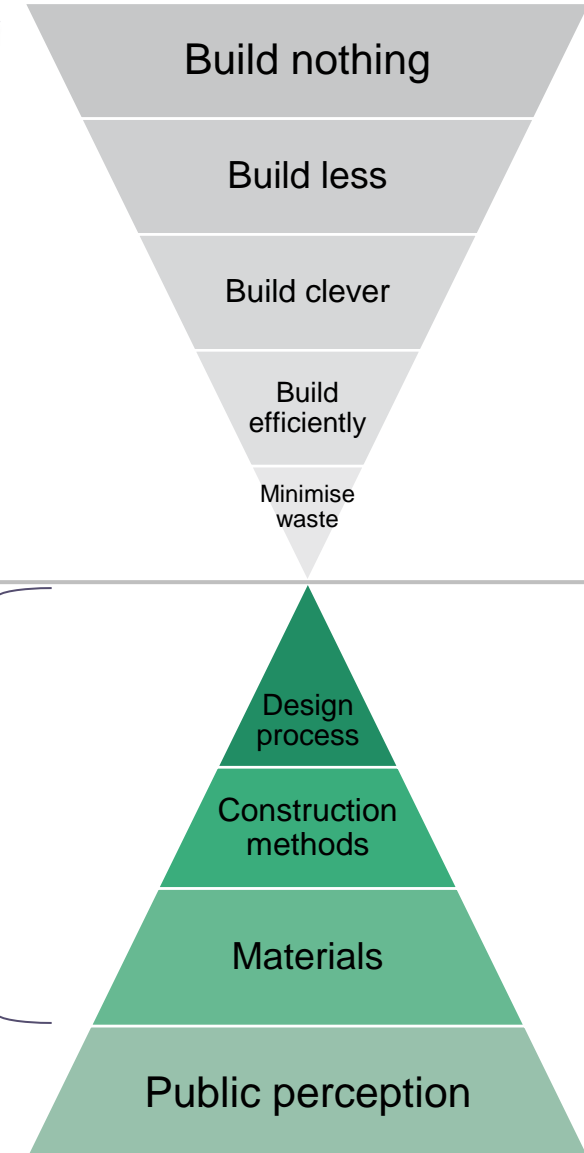 Build nothing
Build less
Build clever
Build
efficiently
Minimise
waste
Design
process
Construction
methods
Materials
Public perception